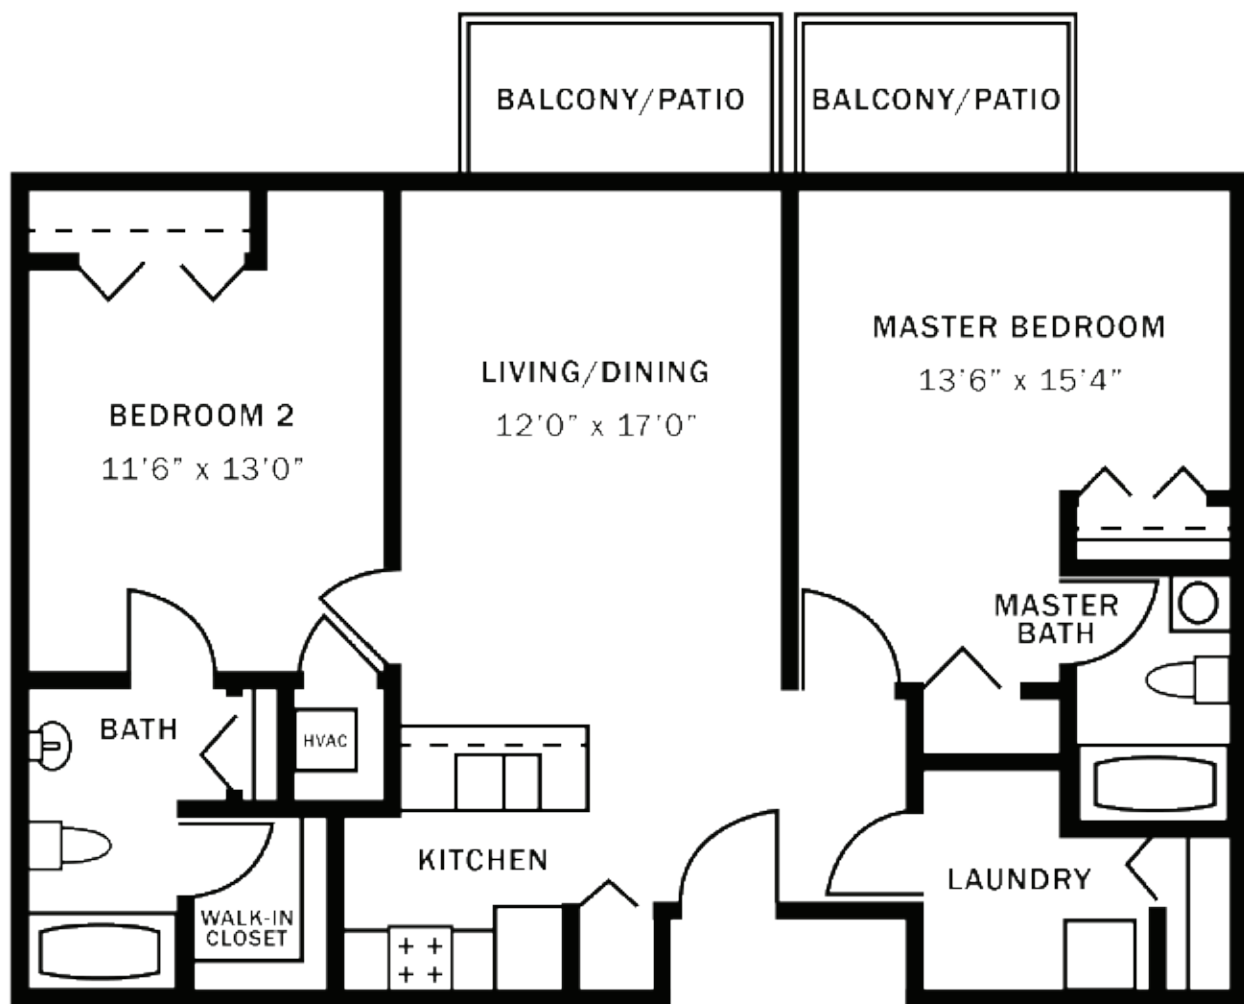 BALCONY/PATIO
BALCONY/PATIO
MASTER BEDROOM
13'6" x 15'4"
LIVING/DINING
12'0" x 17'0"
BEDROOM 2
11'6" x 13'0"
MASTER
BATH
BATH
HVAC
KITCHEN
LAUNDRY
WALK-IN
CLOSET